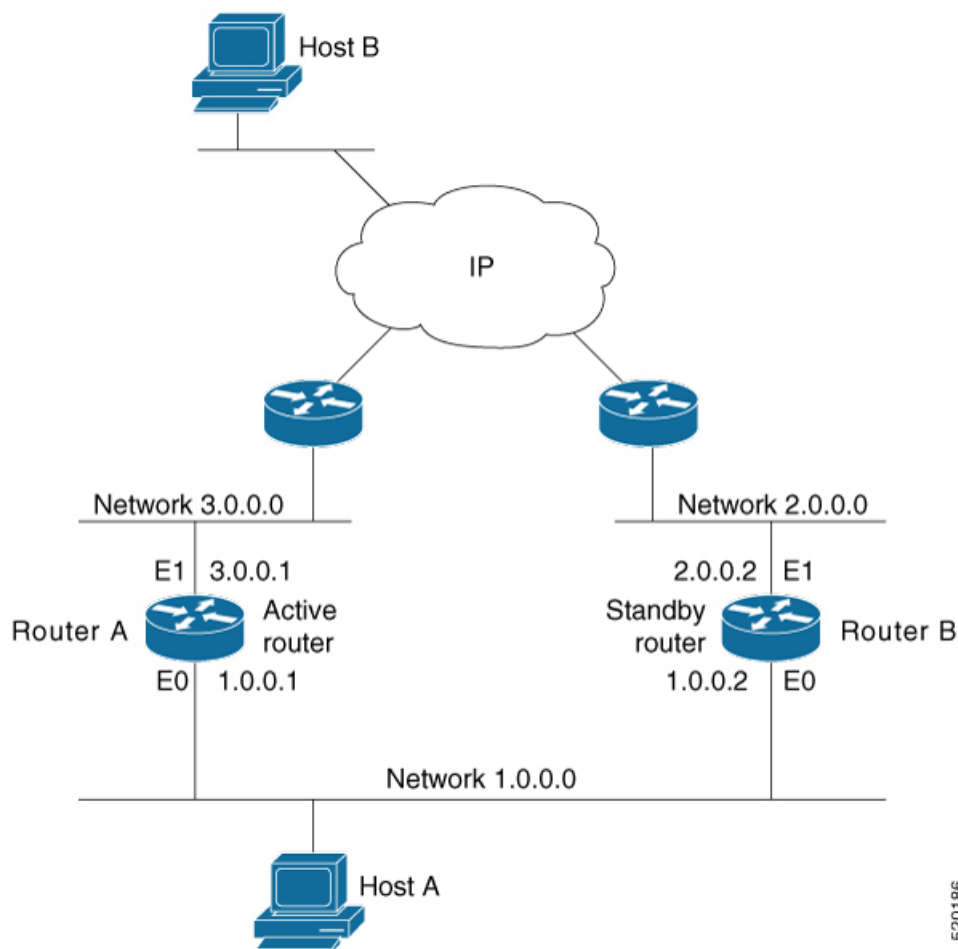 Host B
IP
Network 3.0.0.0
Network 2.0.0.0
E1 3.0.0.1
2.0.0.2 E1
Router A
Active
router
Standby
router
Router B
E0 1.0.0.1
1.0.0.2 E0
Network 1.0.0.0
Host A
520186